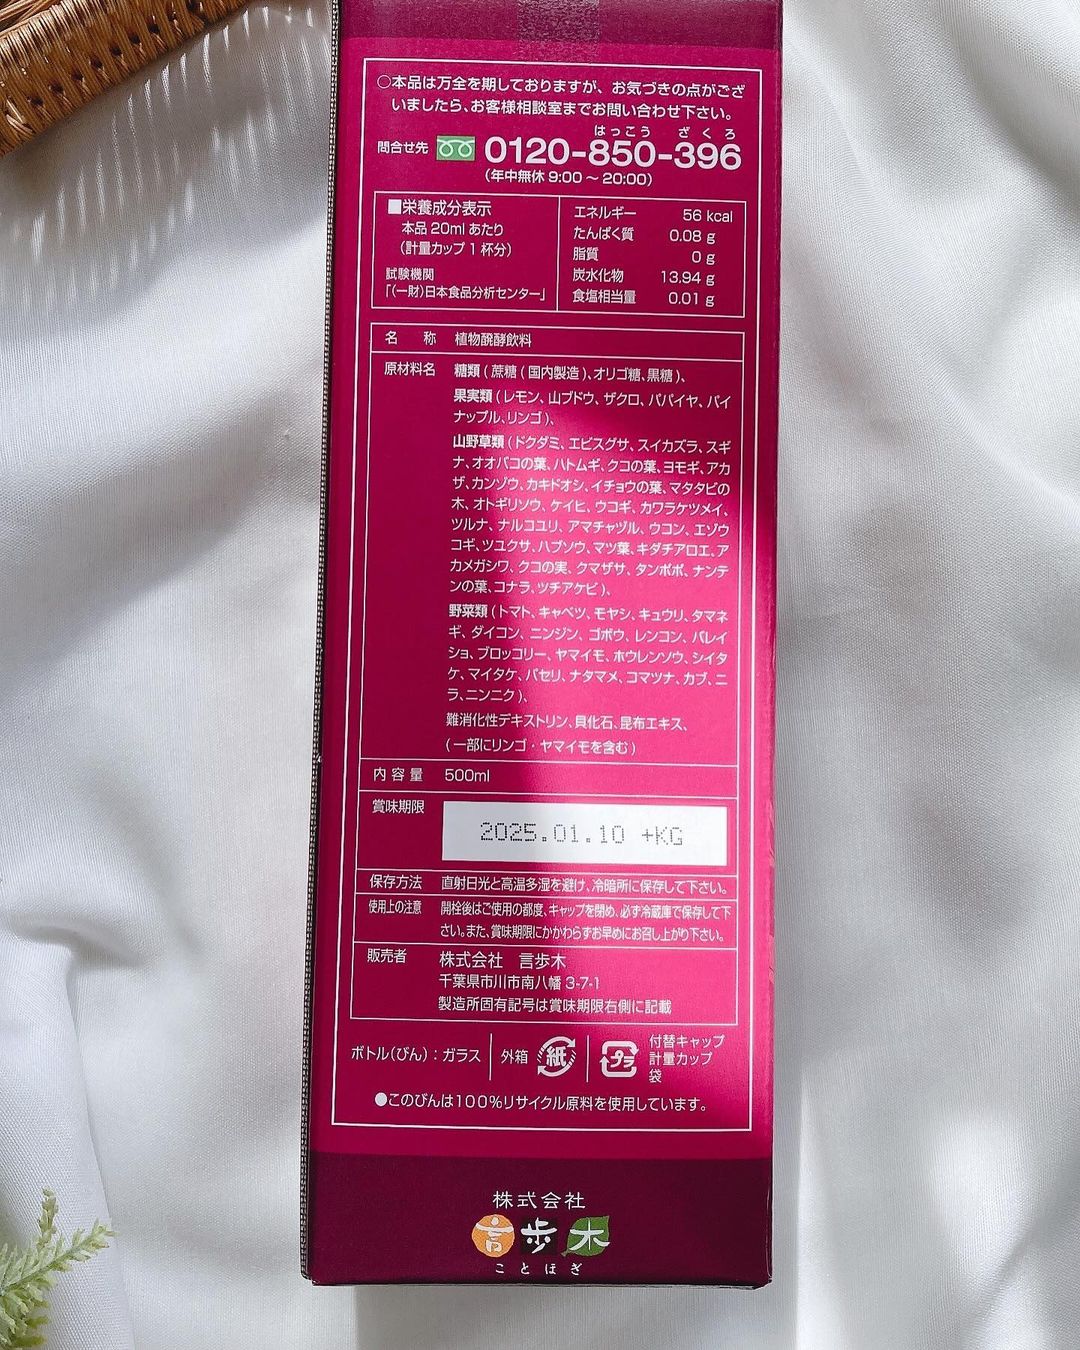 ○本品は万全を期しておりますが、お気づきの点がござ
いましたら、お客様相談室までお問い合わせ下さい。
はっこう ざくろ
問合せ先 0120-850-396
(年中無休 9:00 〜 20:00)
■栄養成分表示
本品 20ml あたり
(計量カップ 1 杯分)
試験機関
「(一財)日本食品分析センター」
エネルギー 56 kcal
たんぱく質 0.08 g
脂質 0 g
炭水化物 13.94 g
食塩相当量 0.01 g
名 称 植物醗酵飲料
原材料名 糖類 ( 蔗糖 ( 国内製造 )、オリゴ糖、黒糖 )、
果実類 ( レモン、山ブドウ、ザクロ、パパイヤ、パイ
ナップル、リンゴ )、
山野草類 ( ドクダミ、エビスグサ、スイカズラ、スギ
ナ、オオバコの葉、ハトムギ、クコの葉、ヨモギ、アカ
ザ、カンゾウ、カキドオシ、イチョウの葉、マタタビの
木、オトギリソウ、ケイヒ、ウコギ、カワラケツメイ、
ツルナ、ナルコユリ、アマチャヅル、ウコン、エゾウ
コギ、ツユクサ、ハブソウ、マツ葉、キダチアロエ、ア
カメガシワ、クコの実、クマザサ、タンポポ、ナンテ
ンの葉、コナラ、ツチアケビ )、
野菜類 ( トマト、キャベツ、モヤシ、キュウリ、タマネ
ギ、ダイコン、ニンジン、ゴボウ、レンコン、バレイ
ショ、ブロッコリー、ヤマイモ、ホウレンソウ、シイタ
ケ、マイタケ、パセリ、ナタマメ、コマツナ、カブ、ニ
ラ、ニンニク )、
難消化性デキストリン、貝化石、昆布エキス、
( 一部にリンゴ・ヤマイモを含む )
内 容 量 500ml
賞味期限 2025.01.10 +KG
保存方法 直射日光と高温多湿を避け、冷暗所に保存して下さい。
使用上の注意 開栓後はご使用の都度、キャップを閉め、必ず冷蔵庫で保存して下
さい。また、賞味期限にかかわらずお早めにお召し上がり下さい。
販売者 株式会社 言歩木
千葉県市川市南八幡 3-7-1
製造所固有記号は賞味期限右側に記載
ボトル(びん)：ガラス 外箱 紙 プラ 付替キャップ
計量カップ
袋
●このびんは100%リサイクル原料を使用しています。
株式会社
言歩木
ことほぎ